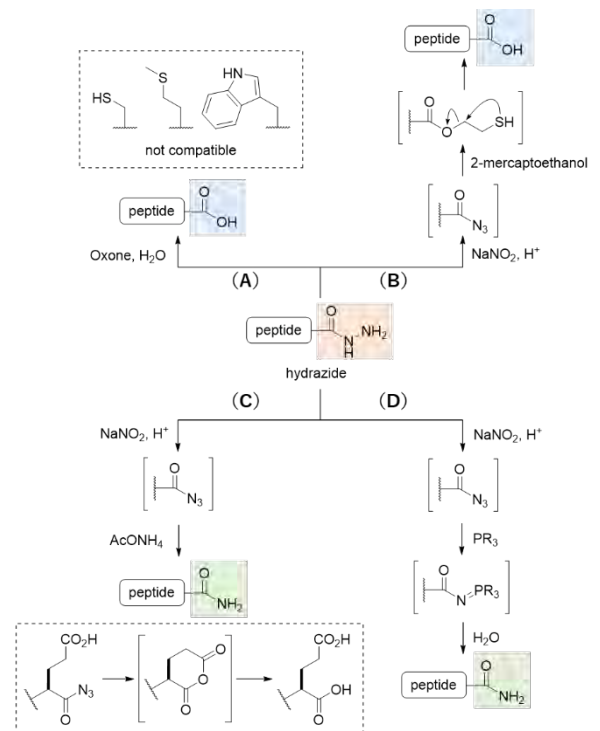 peptide
O
OH
HS
S
HN
not compatible
O
O
SH
2-mercaptoethanol
O
N3
peptide
O
OH
Oxone, H2O
NaNO2, H+
(A)
(B)
peptide
O
N
H
NH2
hydrazide
(C)
(D)
NaNO2, H+
NaNO2, H+
O
N3
O
N3
AcONH4
PR3
peptide
O
NH2
O
N=PR3
H2O
CO2H
N3
O
O
O
O
CO2H
OH
O
peptide
O
NH2